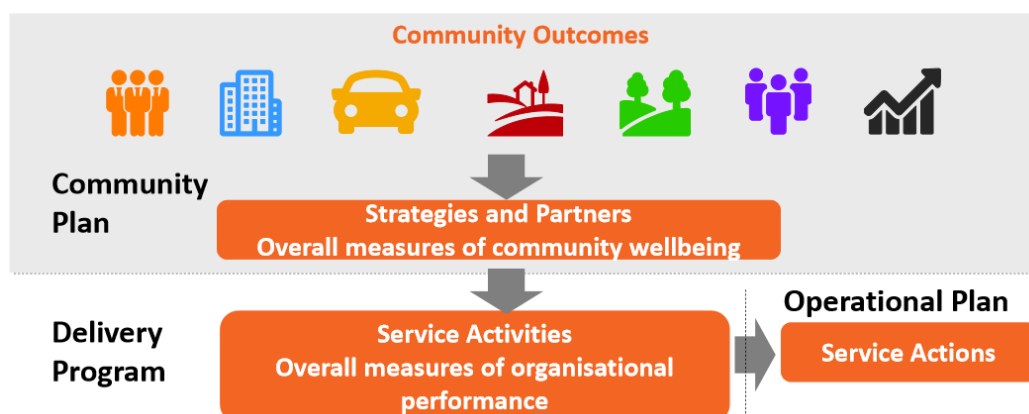 Community Outcomes
Community
Plan
Strategies and Partners
Overall measures of community wellbeing
Delivery
Program
Service Activities
Overall measures of organisational
performance
Operational Plan
Service Actions